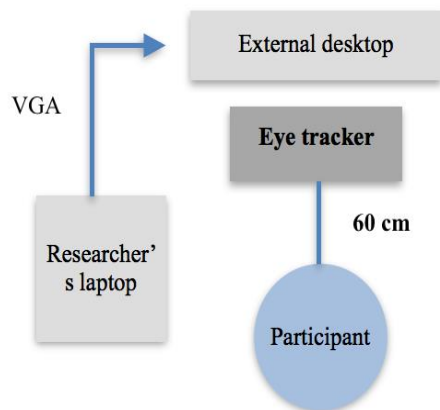 External desktop
VGA
Eye tracker
Researcher'
s laptop
60 cm
Participant